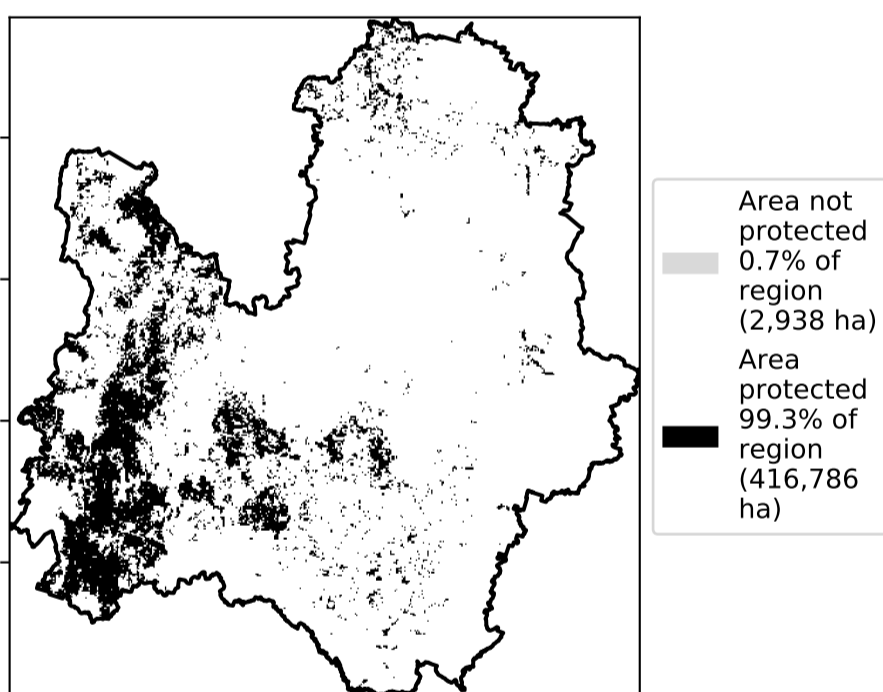 Area not
protected
0.7% of
region
(2,938 ha)
Area
protected
99.3% of
region
(416,786
ha)